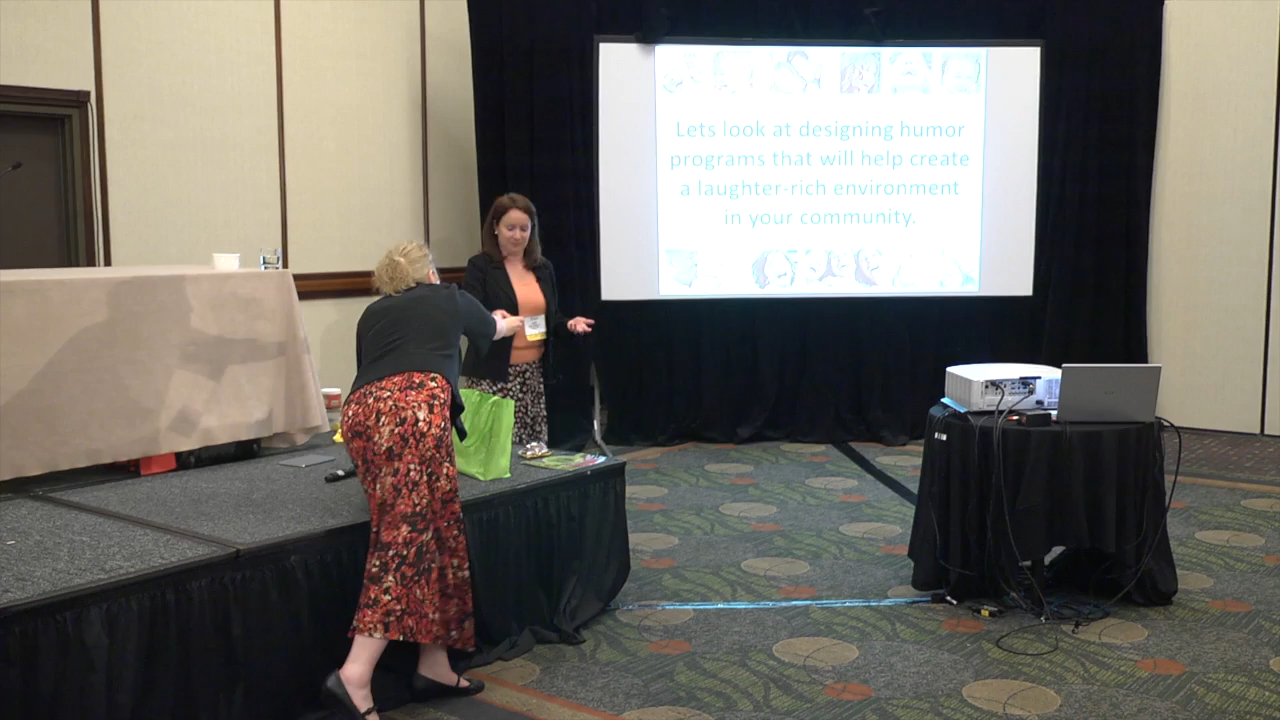 Lets look at designing humor
programs that will help create
a laughter-rich environment
in your community.